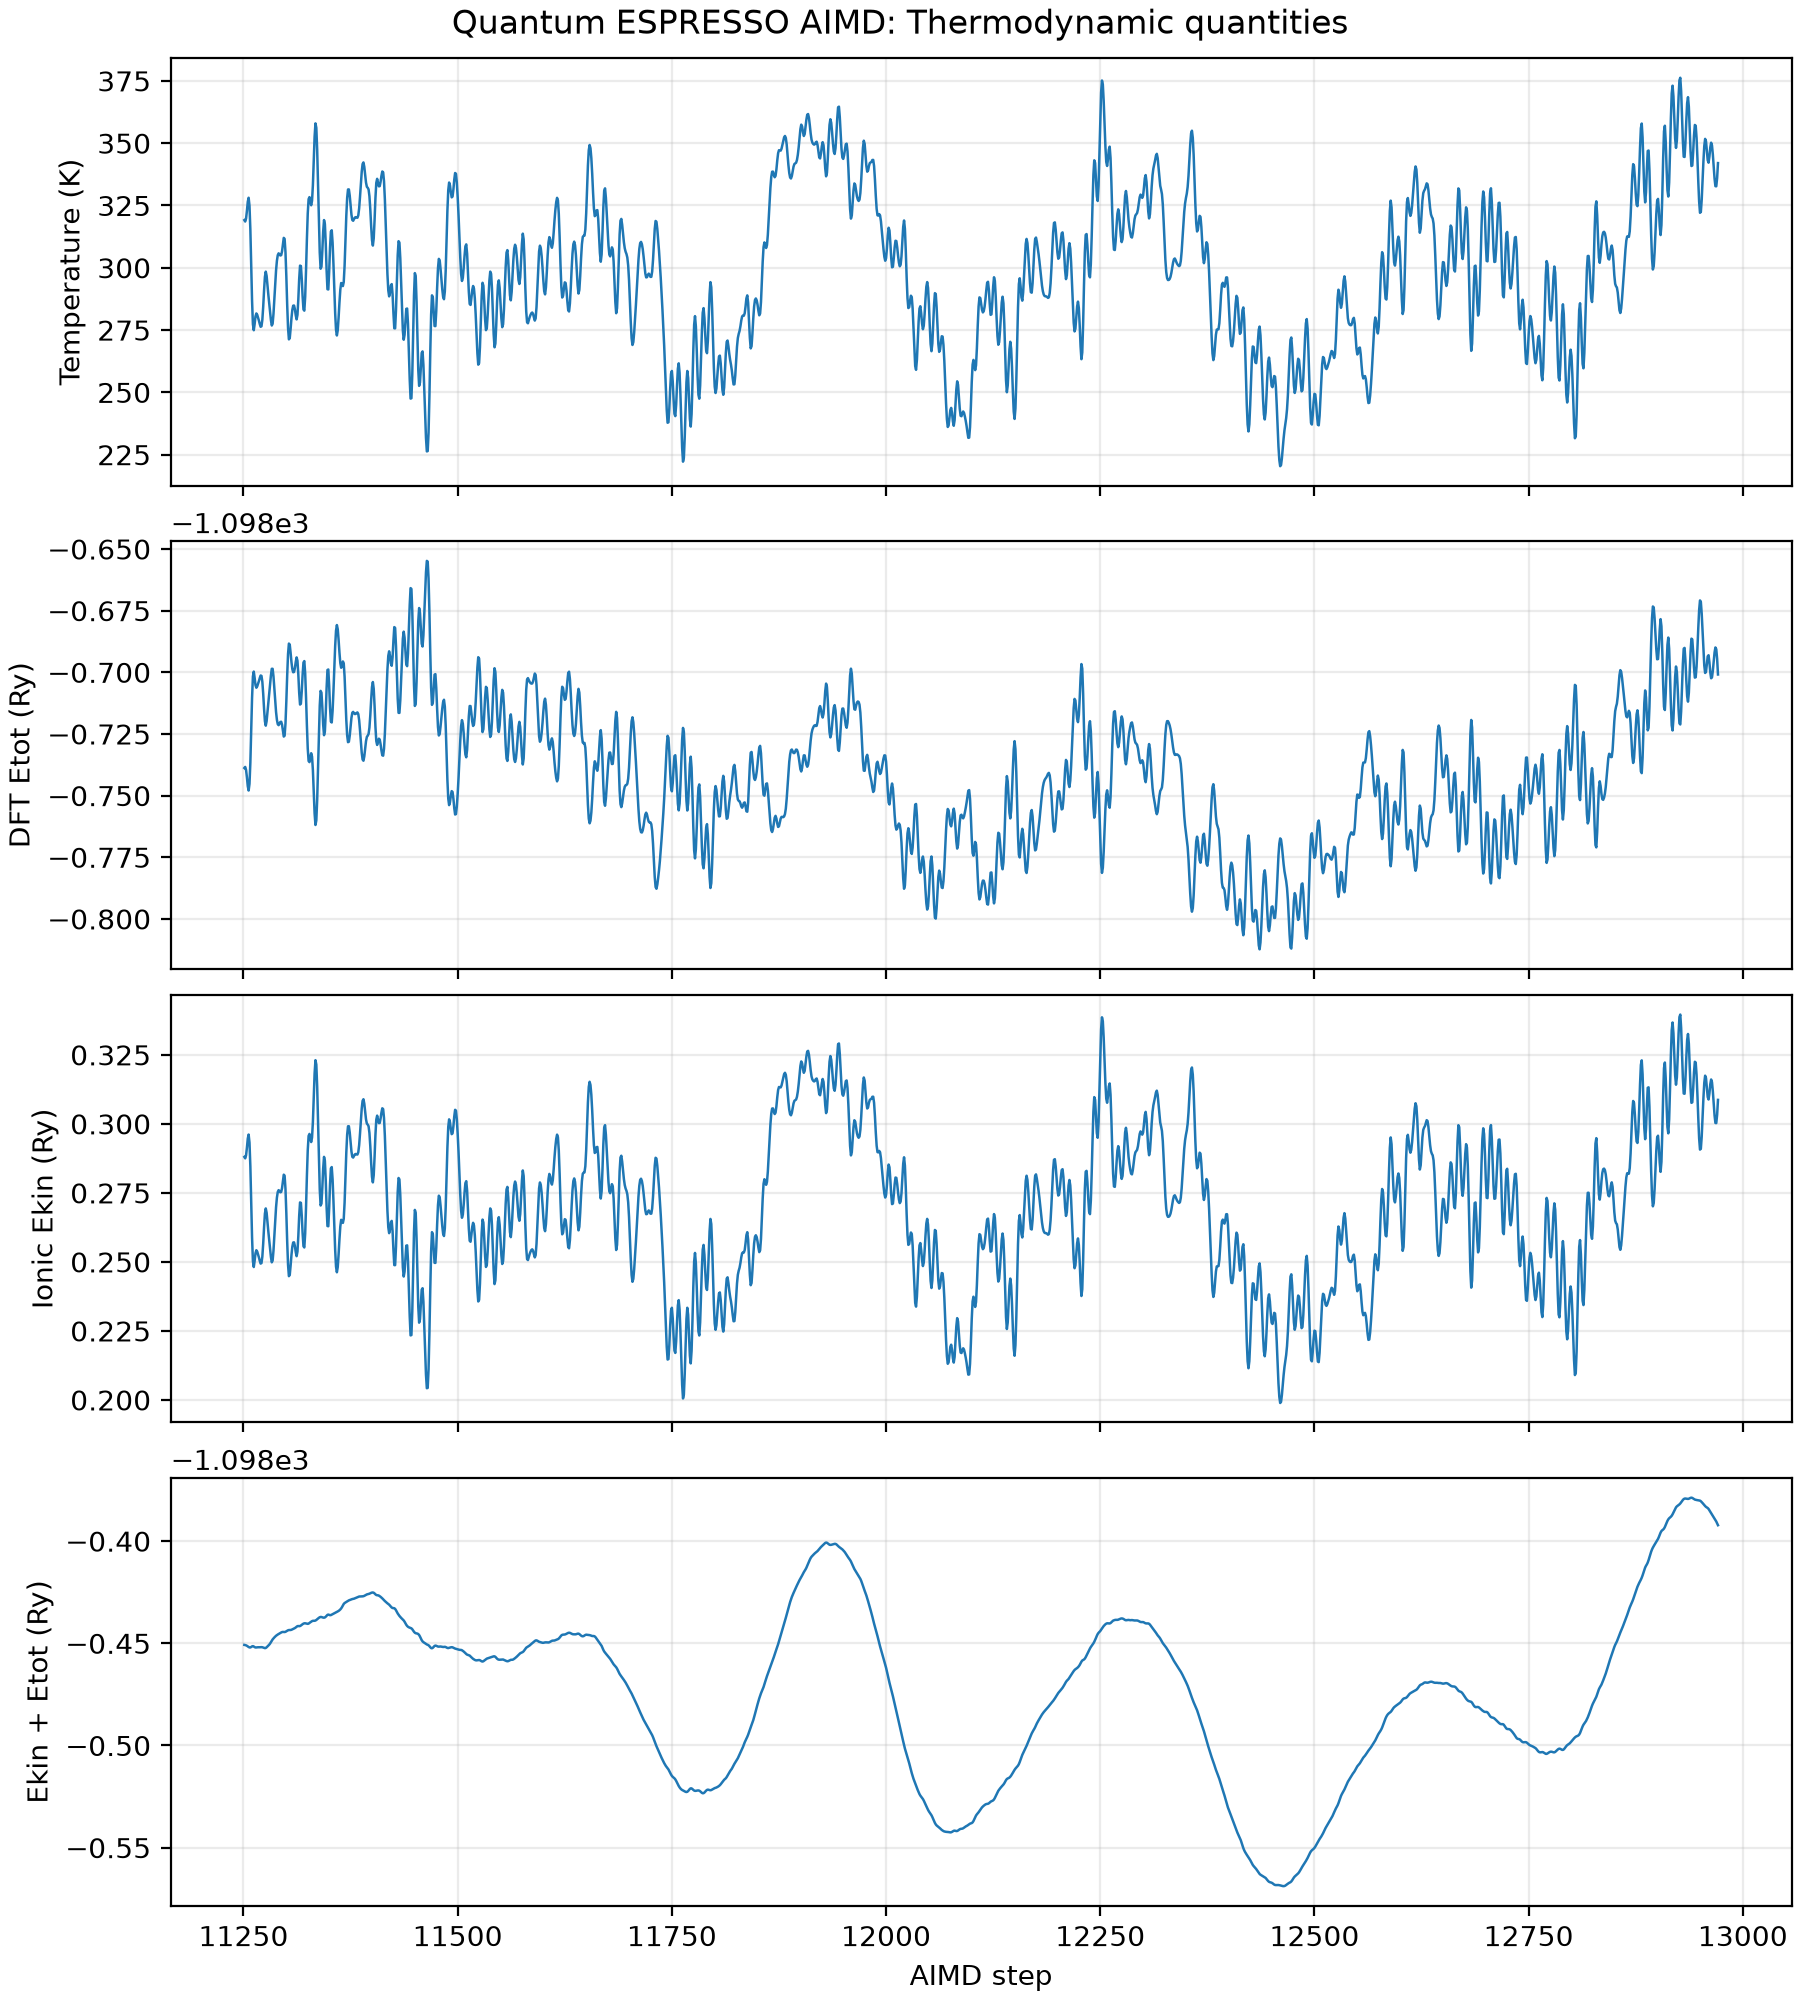 Quantum ESPRESSO AIMD: Thermodynamic quantities
375
350
325
300
275
250
225
Temperature (K)
−1.098e3
−0.650
−0.675
−0.700
−0.725
−0.750
−0.775
−0.800
DFT Etot (Ry)
0.325
0.300
0.275
0.250
0.225
0.200
Ionic Ekin (Ry)
−1.098e3
−0.40
−0.45
−0.50
−0.55
Ekin + Etot (Ry)
11250 11500 11750 12000 12250 12500 12750 13000
AIMD step